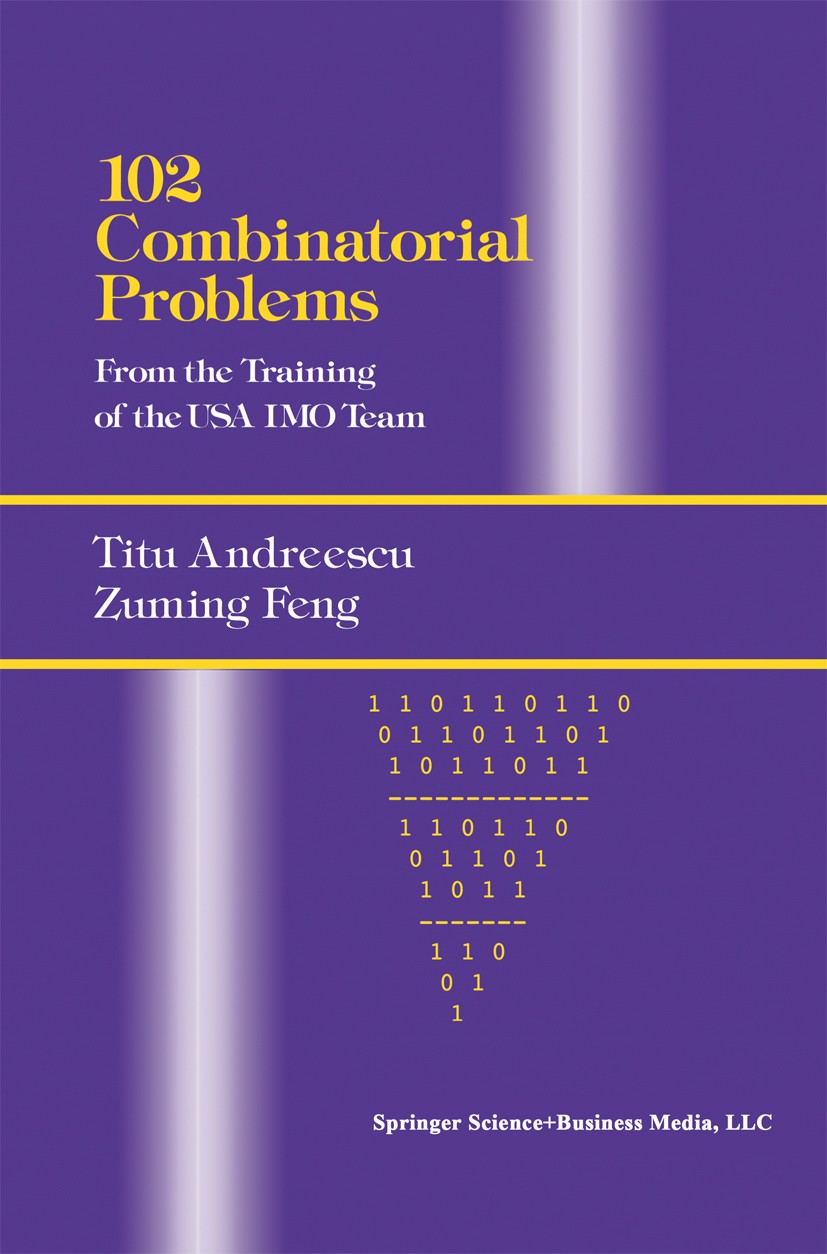 102
Combinatorial
Problems
From the Training
of the USA IMO Team
Titu Andreescu
Zuming Feng
1 1 0 1 1 0 1 1 0
0 1 1 0 1 1 0 1
1 0 1 1 0 1 1
-------------
1 1 0 1 1 0
0 1 1 0 1
1 0 1 1
-------
1 1 0
0 1
1
Springer Science+Business Media, LLC